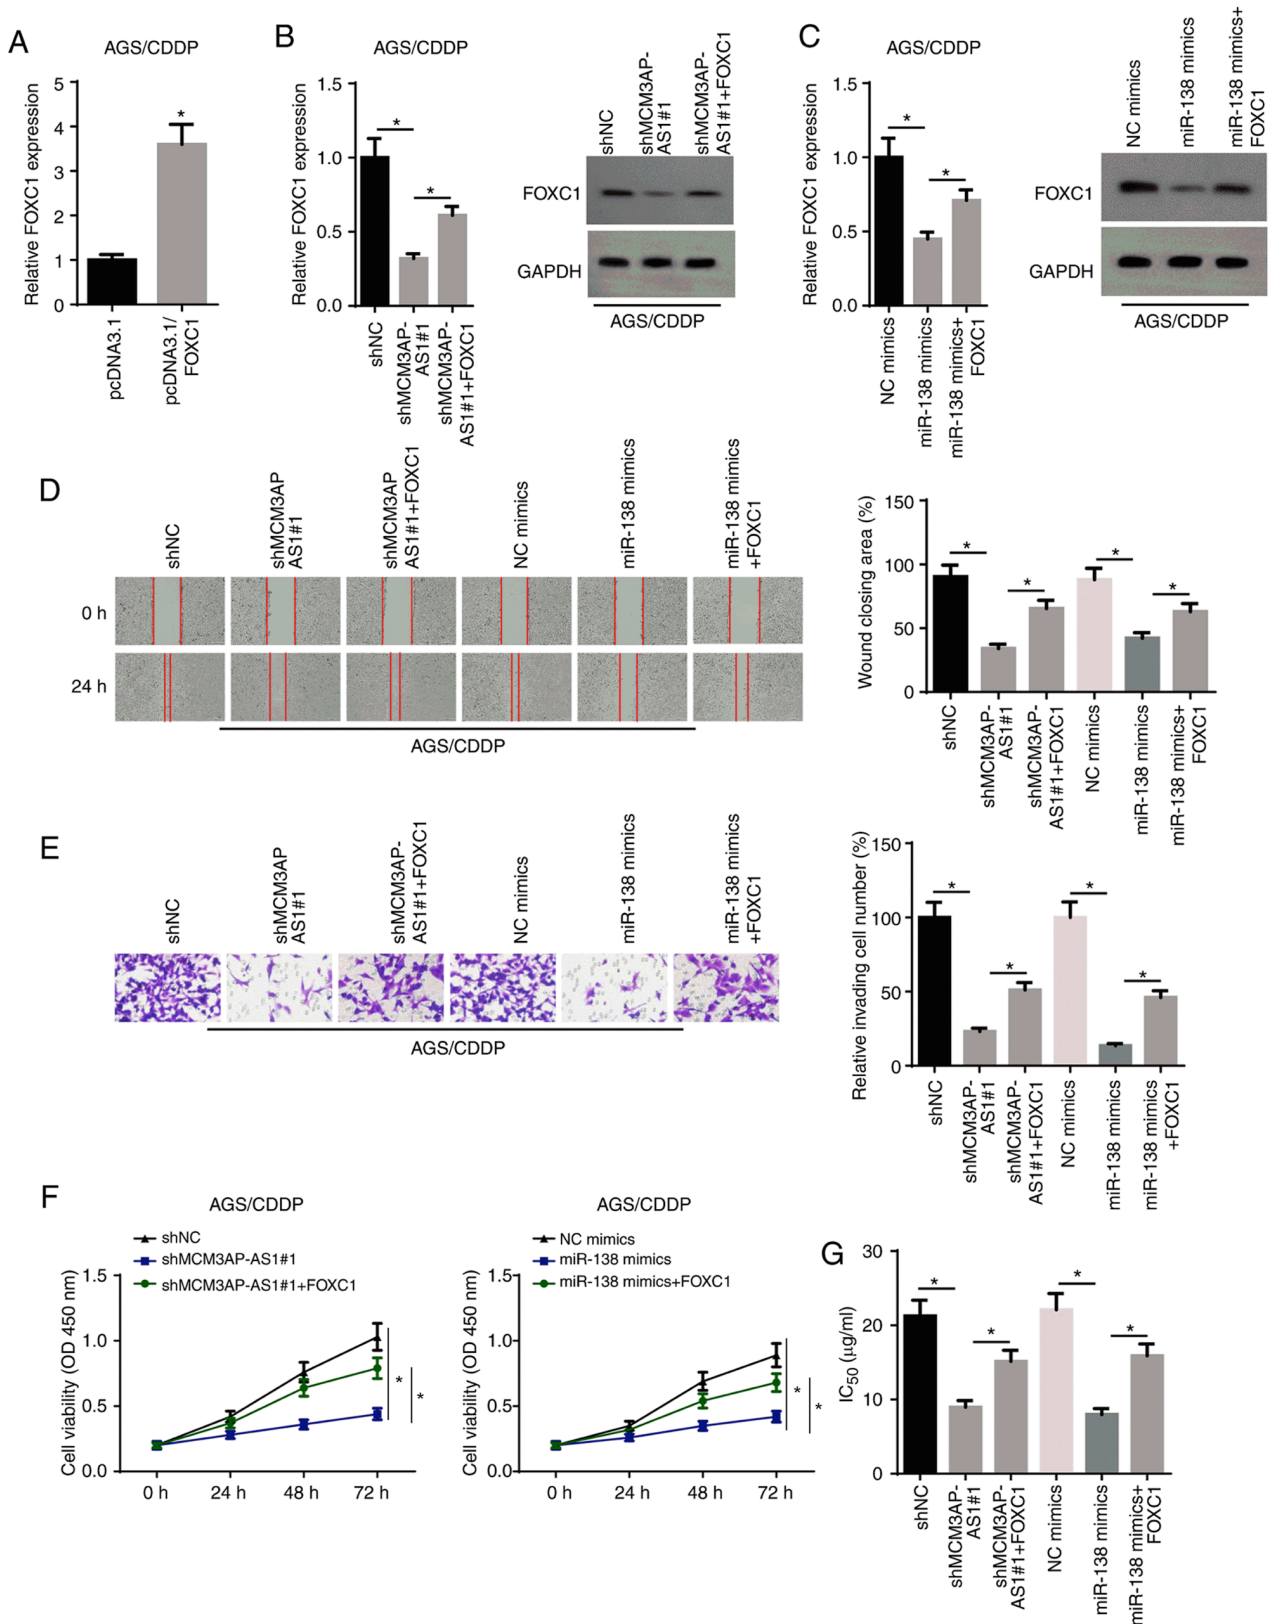 A
AGS/CDDP
Relative FOXC1 expression
5
4
3
2
1
0
*
pcDNA3.1
pcDNA3.1/
FOXC1
B
AGS/CDDP
Relative FOXC1 expression
1.5
1.0
0.5
0.0
*
*
shNC
shMCM3AP-
AS1#1
shMCM3AP-
AS1#1+FOXC1
shNC
shMCM3AP-
AS1#1
shMCM3AP-
AS1#1+FOXC1
FOXC1
GAPDH
AGS/CDDP
C
AGS/CDDP
Relative FOXC1 expression
1.5
1.0
0.5
0.0
*
*
NC mimics
miR-138 mimics
miR-138 mimics+
FOXC1
NC mimics
miR-138 mimics
miR-138 mimics+
FOXC1
FOXC1
GAPDH
AGS/CDDP
D
shNC
shMCM3AP
AS1#1
shMCM3AP
AS1#1+FOXC1
NC mimics
miR-138 mimics
miR-138 mimics
+FOXC1
0 h
24 h
AGS/CDDP
Wound closing area (%)
150
100
50
0
*
*
*
*
shNC
shMCM3AP-
AS1#1
shMCM3AP-
AS1#1+FOXC1
NC mimics
miR-138 mimics
miR-138 mimics+
FOXC1
E
shNC
shMCM3AP
AS1#1
shMCM3AP-
AS1#1+FOXC1
NC mimics
miR-138 mimics
miR-138 mimics
+FOXC1
AGS/CDDP
Relative invading cell number (%)
150
100
50
0
*
*
*
*
shNC
shMCM3AP-
AS1#1
shMCM3AP-
AS1#1+FOXC1
NC mimics
miR-138 mimics
miR-138 mimics
+FOXC1
F
AGS/CDDP
shNC
shMCM3AP-AS1#1
shMCM3AP-AS1#1+FOXC1
Cell viability (OD 450 nm)
1.5
1.0
0.5
0.0
*
*
0 h 24 h 48 h 72 h
AGS/CDDP
NC mimics
miR-138 mimics
miR-138 mimics+FOXC1
Cell viability (OD 450 nm)
1.5
1.0
0.5
0.0
*
*
0 h 24 h 48 h 72 h
G
IC50 (µg/ml)
30
20
10
0
*
*
*
*
shNC
shMCM3AP-
AS1#1
shMCM3AP-
AS1#1+FOXC1
NC mimics
miR-138 mimics
miR-138 mimics+
FOXC1